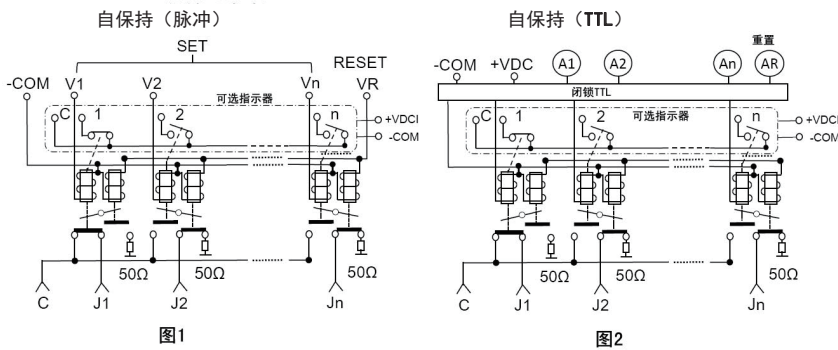 自保持（脉冲）
SET
RESET
-COM V1 V2 Vn VR
可选指示器
C 1 2 n
+VDCI
-COM
50Ω 50Ω 50Ω
C J1 J2 Jn
图1
自保持（TTL）
重置
-COM +VDC A1 A2 An AR
闭锁TTL
可选指示器
C 1 2 n
+VDCI
-COM
50Ω 50Ω 50Ω
C J1 J2 Jn
图2